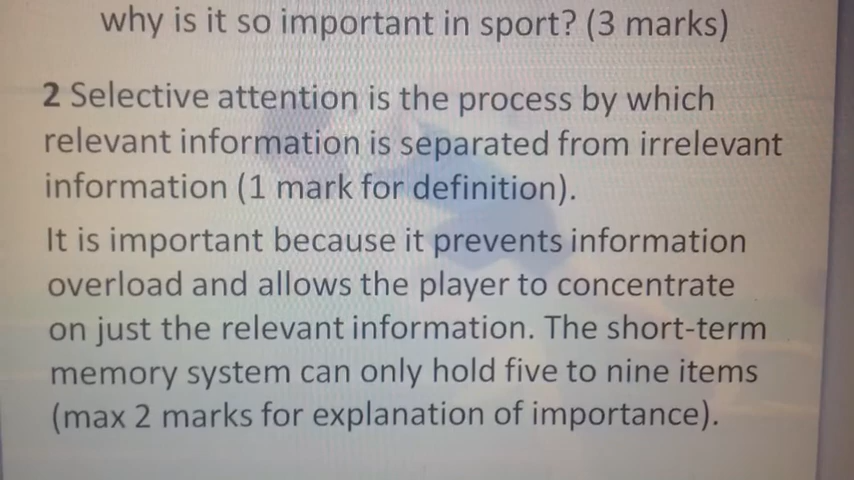 why is it so important in sport? (3 marks)
2 Selective attention is the process by which
relevant information is separated from irrelevant
information (1 mark for definition).
It is important because it prevents information
overload and allows the player to concentrate
on just the relevant information. The short-term
memory system can only hold five to nine items
(max 2 marks for explanation of importance).